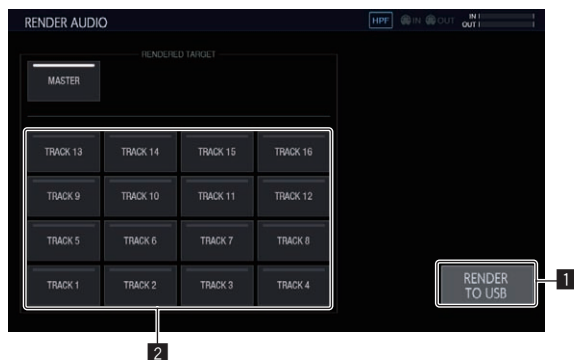 RENDER AUDIO
HPF IN OUT IN
OUT
RENDERED TARGET
MASTER
TRACK 13 TRACK 14 TRACK 15 TRACK 16
TRACK 9 TRACK 10 TRACK 11 TRACK 12
TRACK 5 TRACK 6 TRACK 7 TRACK 8
TRACK 1 TRACK 2 TRACK 3 TRACK 4
RENDER
TO USB
1
2